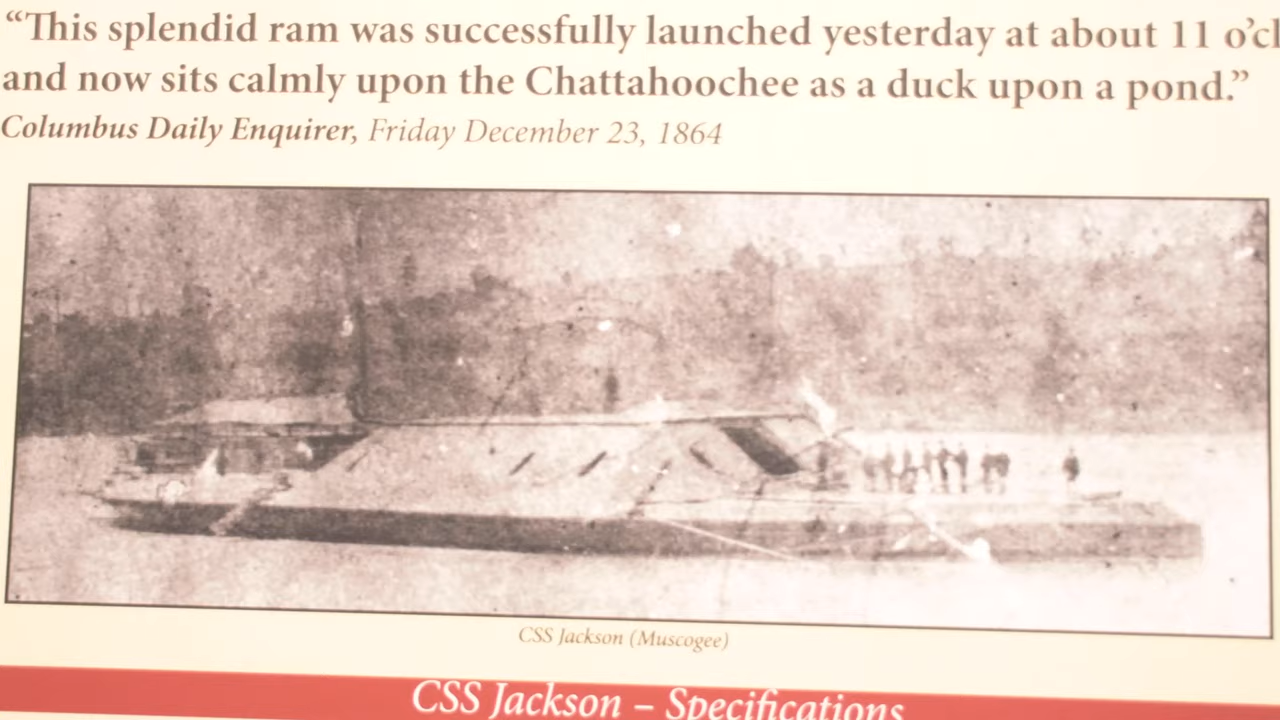 “This splendid ram was successfully launched yesterday at about 11 o’cl
and now sits calmly upon the Chattahoochee as a duck upon a pond.”
Columbus Daily Enquirer, Friday December 23, 1864
CSS Jackson (Muscogee)
CSS Jackson – Specifications